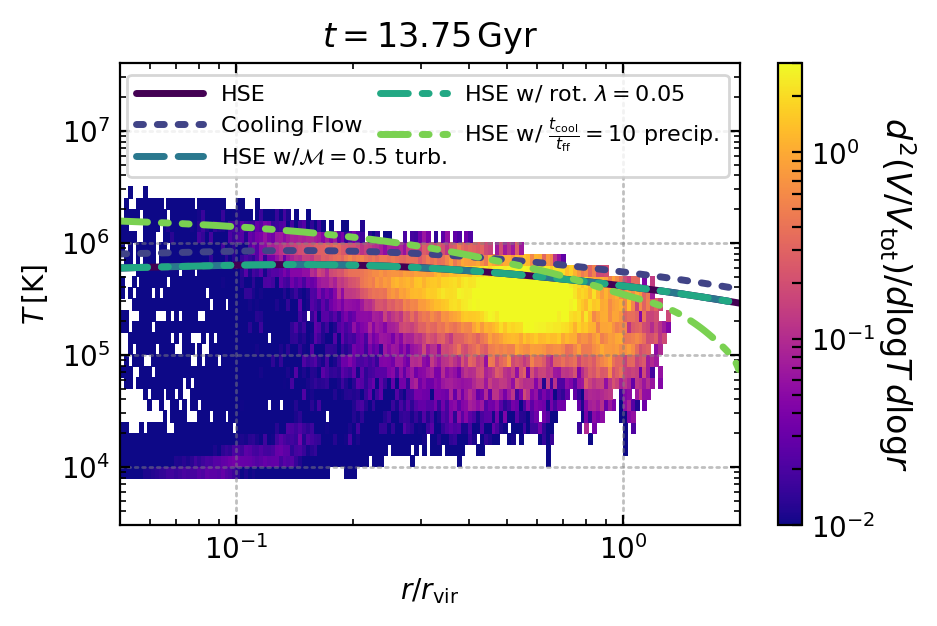 t = 13.75 Gyr
HSE
Cooling Flow
HSE w/ℳ = 0.5 turb.
HSE w/ rot. λ = 0.05
HSE w/ t_cool/t_ff = 10 precip.
T [K]
10^7
10^6
10^5
10^4
10^-1
10^0
r/r_vir
10^0
10^-1
10^-2
d^2(V/V_tot)/dlogT dlogr